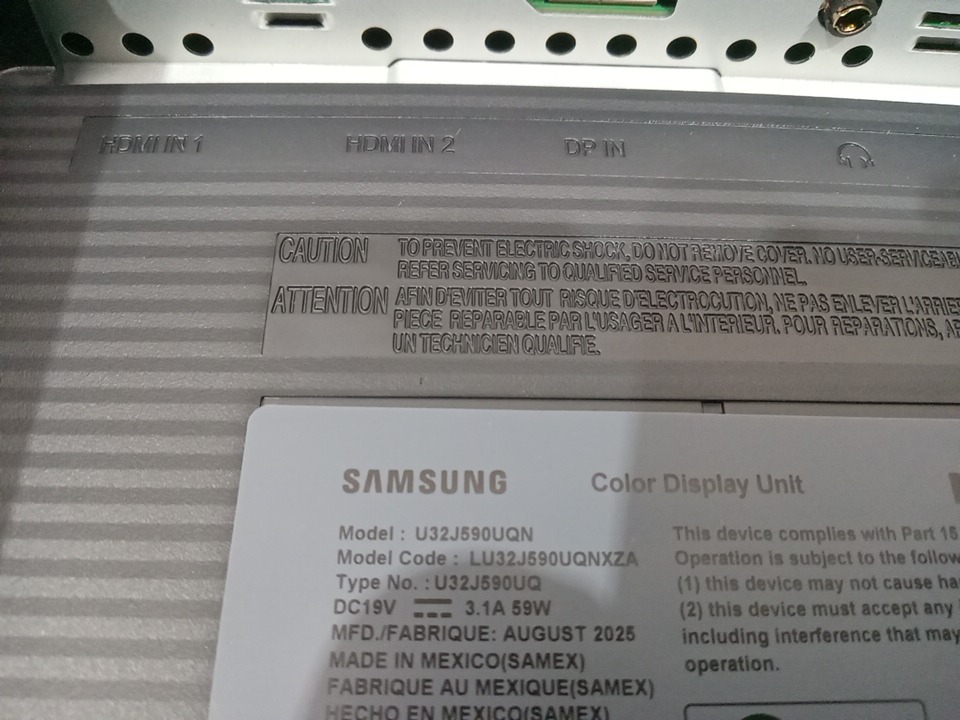 HDMI IN 1
HDMI IN 2
DP IN
CAUTION TO PREVENT ELECTRIC SHOCK, DO NOT REMOVE COVER. NO USER-SERVICEABL
REFER SERVICING TO QUALIFIED SERVICE PERSONNEL.
ATTENTION AFIN D'EVITER TOUT RISQUE D'ELECTROCUTION, NE PAS ENLEVER L'ARRIE
PIECE REPARABLE PAR L'USAGER A L'INTERIEUR. POUR REPARATIONS,
UN TECHNICIEN QUALIFIE.
SAMSUNG
Color Display Unit
Model : U32J590UQN
Model Code : LU32J590UQNXZA
Type No. : U32J590UQ
DC19V 3.1A 59W
MFD./FABRIQUE: AUGUST 2025
MADE IN MEXICO(SAMEX)
FABRIQUE AU MEXIQUE(SAMEX)
HECHO EN MEXICO(SAMEX)
This device complies with Part 15
Operation is subject to the follow
(1) this device may not cause ha
(2) this device must accept any
including interference that may
operation.